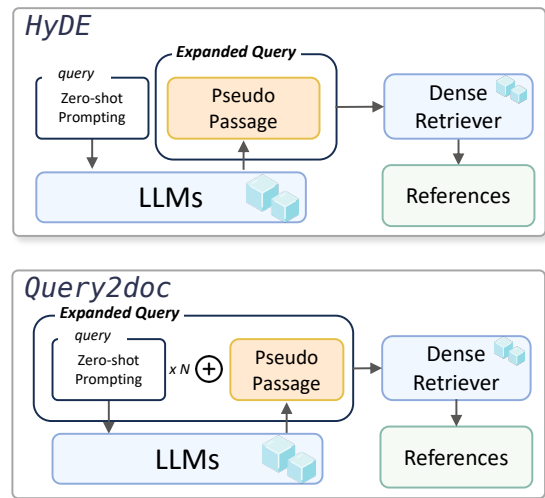 HyDE
Expanded Query
query
Zero-shot
Prompting
Pseudo
Passage
Dense
Retriever
LLMs
References
Query2doc
Expanded Query
query
Zero-shot
Prompting
x N +
Pseudo
Passage
Dense
Retriever
LLMs
References